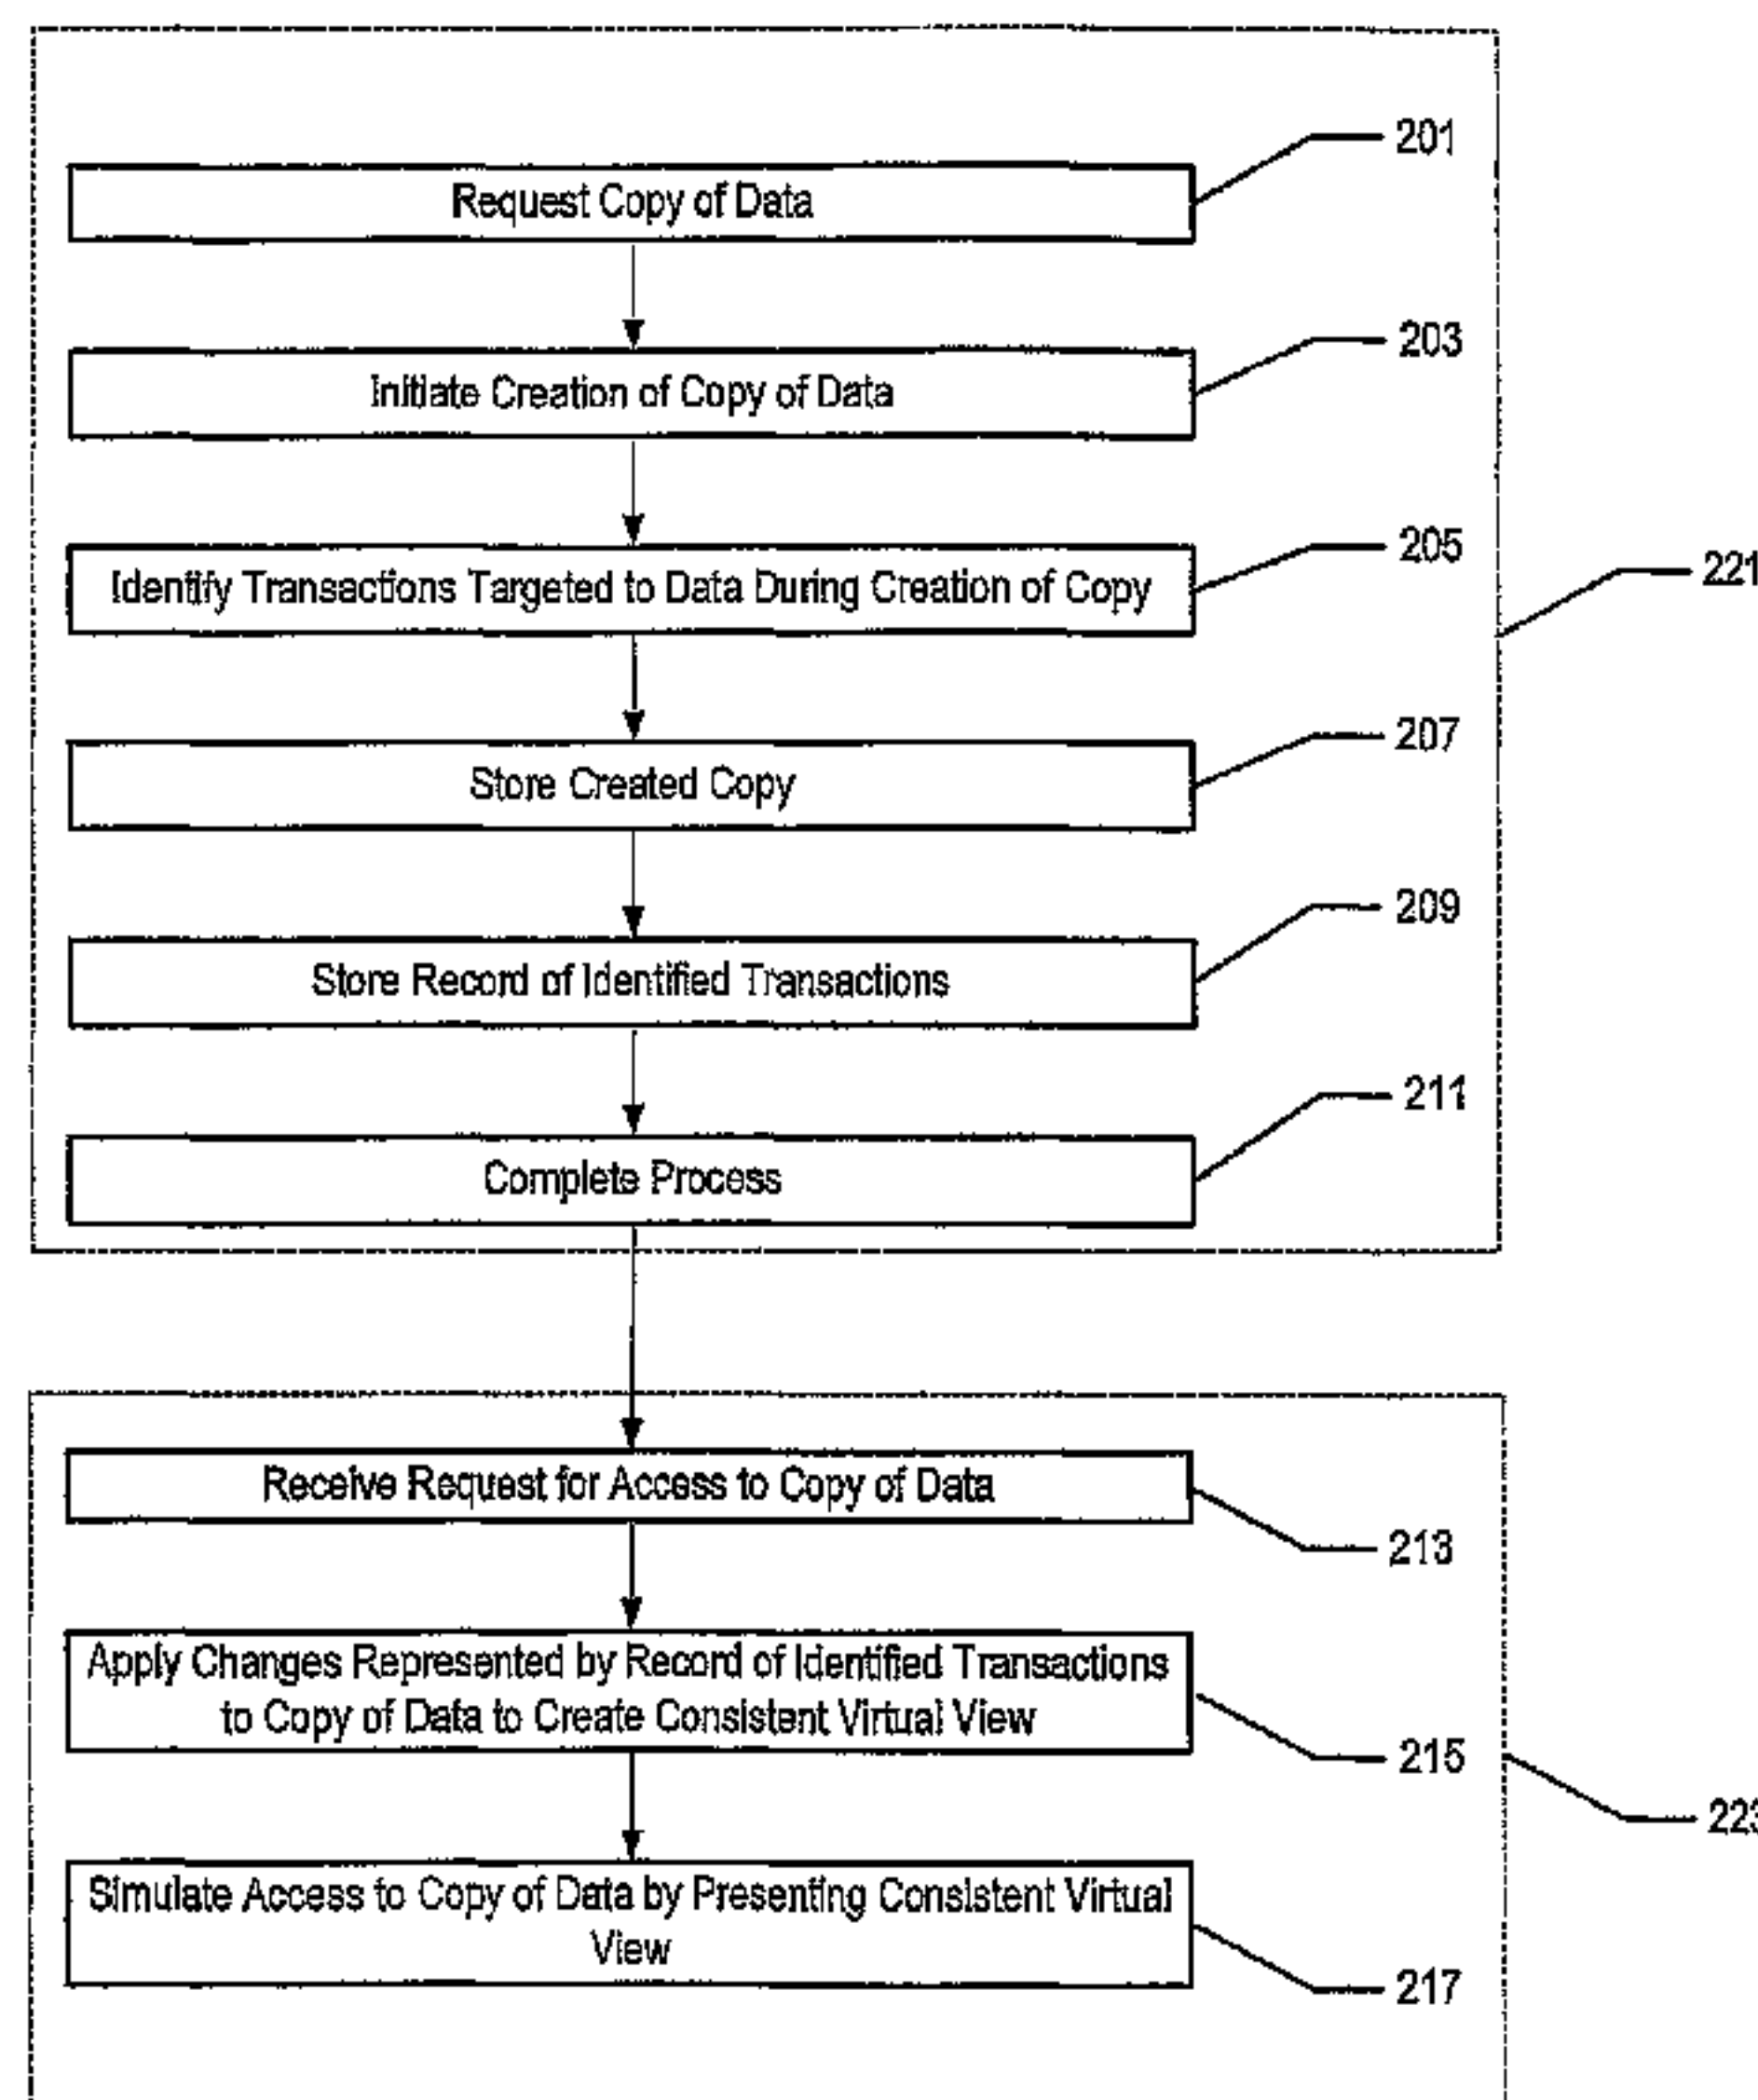 201
Request Copy of Data
203
Initiate Creation of Copy of Data
205
Identify Transactions Targeted to Data During Creation of Copy
221
207
Store Created Copy
209
Store Record of Identified Transactions
211
Complete Process
Receive Request for Access to Copy of Data
213
Apply Changes Represented by Record of Identified Transactions
to Copy of Data to Create Consistent Virtual View
215
223
Simulate Access to Copy of Data by Presenting Consistent Virtual
View
217